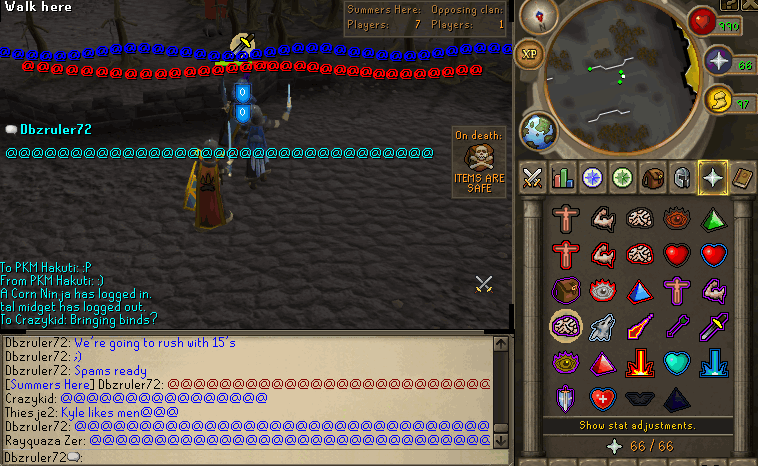 Walk here
Summers Here: Opposing clan:
Players: 7 Players: 1
990
XP
66
97
@@@@@@@@@@@@@@@@@@@@@@@@@@@@@@@@@@@@@@
@@@@@@@@@@@@@@@@@@@@@@@@@@@@@@@
0
0
Dbzruler72
@@@@@@@@@@@@@@@@@@@@@@@@@@@@@@@@@
On death:
ITEMS ARE
SAFE
To PKM Hakuti: :P
From PKM Hakuti: :)
A Corn Ninja has logged in.
tal midget has logged out.
To Crazykid: Bringing binds?
Dbzruler72: We're going to rush with 15's
Dbzruler72: ;)
Dbzruler72: Spams ready
[Summers Here] Dbzruler72: @@@@@@@@@@@@@@@@@@@@@@@@@
Crazykid: @@@@@@@@@@@@@@@@
Thiesje2: Kyle likes men@@@
Dbzruler72: @@@@@@@@@@@@@@@@@@@@@@@@@@@@@@@@
Rayquaza Zer: @@@@@@@@@@@@@@@@@@@@@@@@@@@@@@@
Dbzruler72:
Show stat adjustments.
66 / 66